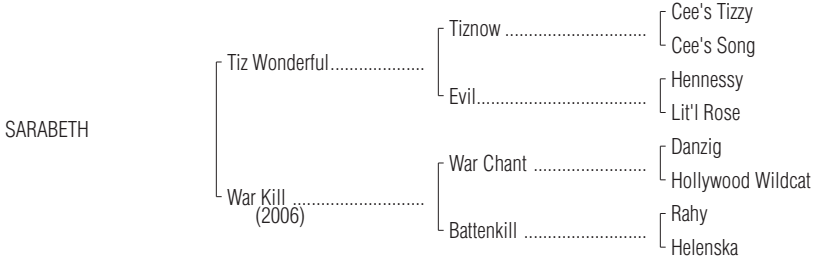 Cee's Tizzy
Tiznow ..............................
Cee's Song
Tiz Wonderful....................
Hennessy
Evil....................................
Lit'l Rose
SARABETH
Danzig
War Chant ........................
Hollywood Wildcat
War Kill ............................
(2006)
Rahy
Battenkill ..........................
Helenska